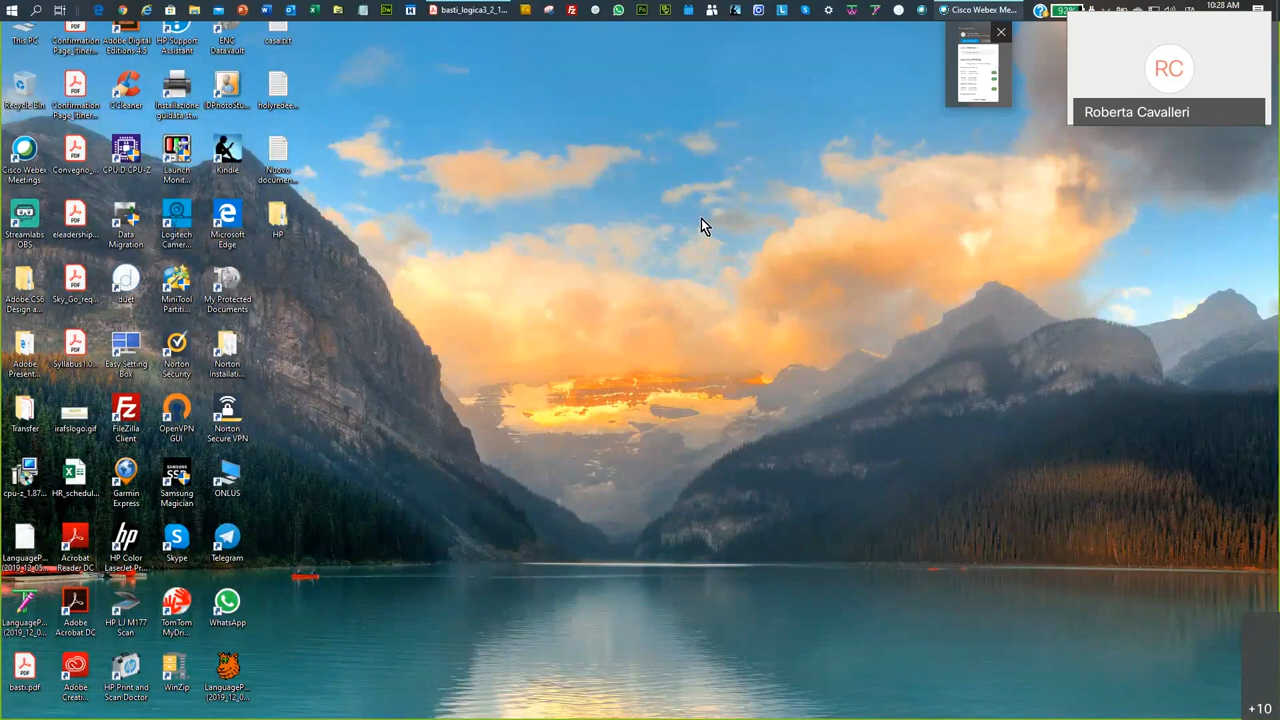 basti_logica3_2_1...
Cisco Webex Me...
92%
10:28 AM
This PC
Confirmation
Page_Itiner...
Adobe Digital
Editions 4.5
HP Support
Assistant
ENC
DataVault
casa.txt
Recycle Bin
Confirmation
Page_Itiner...
CCleaner
Installazione
guidata st...
IDPhotoStu...
Cisco Webex
Meetings
Convegno_...
CPUID CPU-Z
Launch
Monit...
Kindle
Nuovo
documen...
Streamlabs
OBS
eleadership...
Data
Migration
Logitech
Camer...
Microsoft
Edge
HP
Adobe CS6
Design a...
Sky_Go_req...
duet
MiniTool
Partiti...
My Protected
Documents
Adobe
Present...
Syllabus1.0...
Easy Setting
Box
Norton
Security
Norton
Installati...
Transfer
irafslogo.gif
FileZilla
Client
OpenVPN
GUI
Norton
Secure VPN
cpu-z_1.87...
HR_schedul...
Garmin
Express
SAMSUNG
SSD
Samsung
Magician
ONLUS
LanguageP...
(2019_12_05...
Acrobat
Reader DC
HP Color
LaserJet Pr...
Skype
Telegram
LanguageP...
(2019_12_0...
Adobe
Acrobat DC
HP LJ M177
Scan
TomTom
MyDri...
WhatsApp
basti.pdf
Adobe
Creati...
HP Print and
Scan Doctor
WinZip
LanguageP...
(2019_12_0...
RC
Roberta Cavalleri
+10